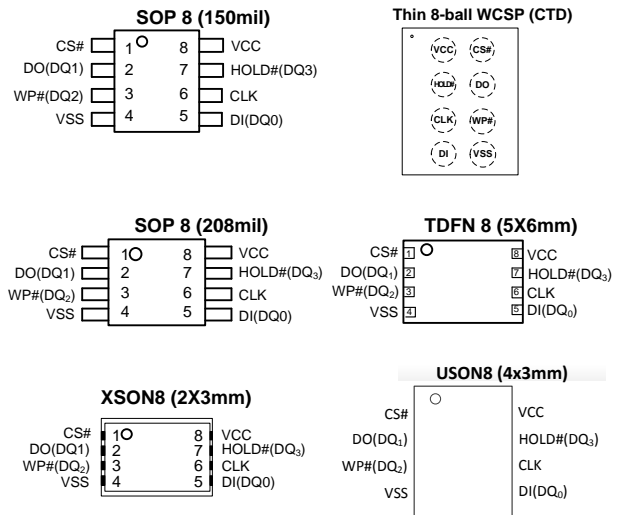 SOP 8 (150mil)
CS# 1 8 VCC
DO(DQ1) 2 7 HOLD#(DQ3)
WP#(DQ2) 3 6 CLK
VSS 4 5 DI(DQ0)
Thin 8-ball WCSP (CTD)
VCC CS#
HOLD# DO
CLK WP#
DI VSS
SOP 8 (208mil)
CS# 1 8 VCC
DO(DQ1) 2 7 HOLD#(DQ₃)
WP#(DQ₂) 3 6 CLK
VSS 4 5 DI(DQ0)
TDFN 8 (5X6mm)
CS# 1 8 VCC
DO(DQ₁) 2 7 HOLD#(DQ₃)
WP#(DQ₂) 3 6 CLK
VSS 4 5 DI(DQ₀)
XSON8 (2X3mm)
CS# 1 8 VCC
DO(DQ1) 2 7 HOLD#(DQ₃)
WP#(DQ₂) 3 6 CLK
VSS 4 5 DI(DQ0)
USON8 (4x3mm)
CS# VCC
DO(DQ₁) HOLD#(DQ₃)
WP#(DQ₂) CLK
VSS DI(DQ₀)